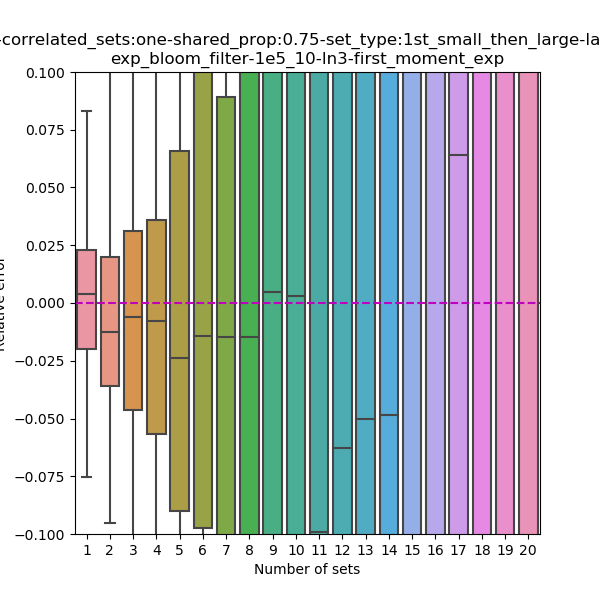 -correlated_sets:one-shared_prop:0.75-set_type:1st_small_then_large-la
exp_bloom_filter-1e5_10-ln3-first_moment_exp
0.100
0.075
0.050
0.025
0.000
−0.025
−0.050
−0.075
−0.100
Relative error
1 2 3 4 5 6 7 8 9 10 11 12 13 14 15 16 17 18 19 20
Number of sets